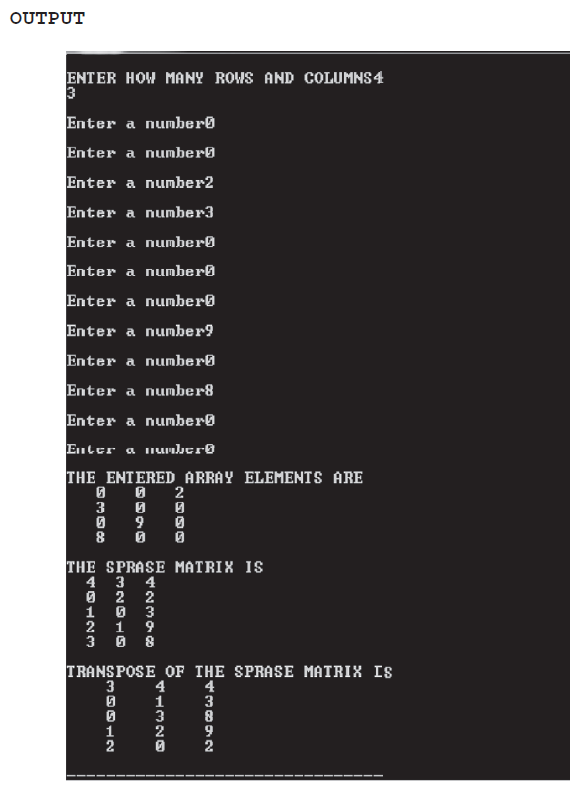 OUTPUT
ENTER HOW MANY ROWS AND COLUMNS4
3
Enter a number0
Enter a number0
Enter a number2
Enter a number3
Enter a number0
Enter a number0
Enter a number0
Enter a number9
Enter a number0
Enter a number8
Enter a number0
Enter a number0
THE ENTERED ARRAY ELEMENTS ARE
0 0 2
3 0 0
0 9 0
8 0 0
THE SPRASE MATRIX IS
4 3 4
0 2 2
1 0 3
2 1 9
3 0 8
TRANSPOSE OF THE SPRASE MATRIX IS
3 4 4
0 1 3
0 3 8
1 2 9
2 0 2
--------------------------------